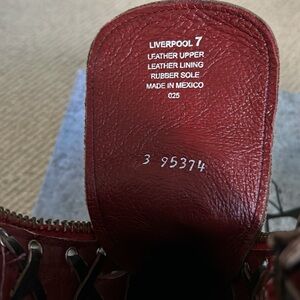 LIVERPOOL 7
LEATHER UPPER
LEATHER LINING
RUBBER SOLE
MADE IN MEXICO
025
3 95374